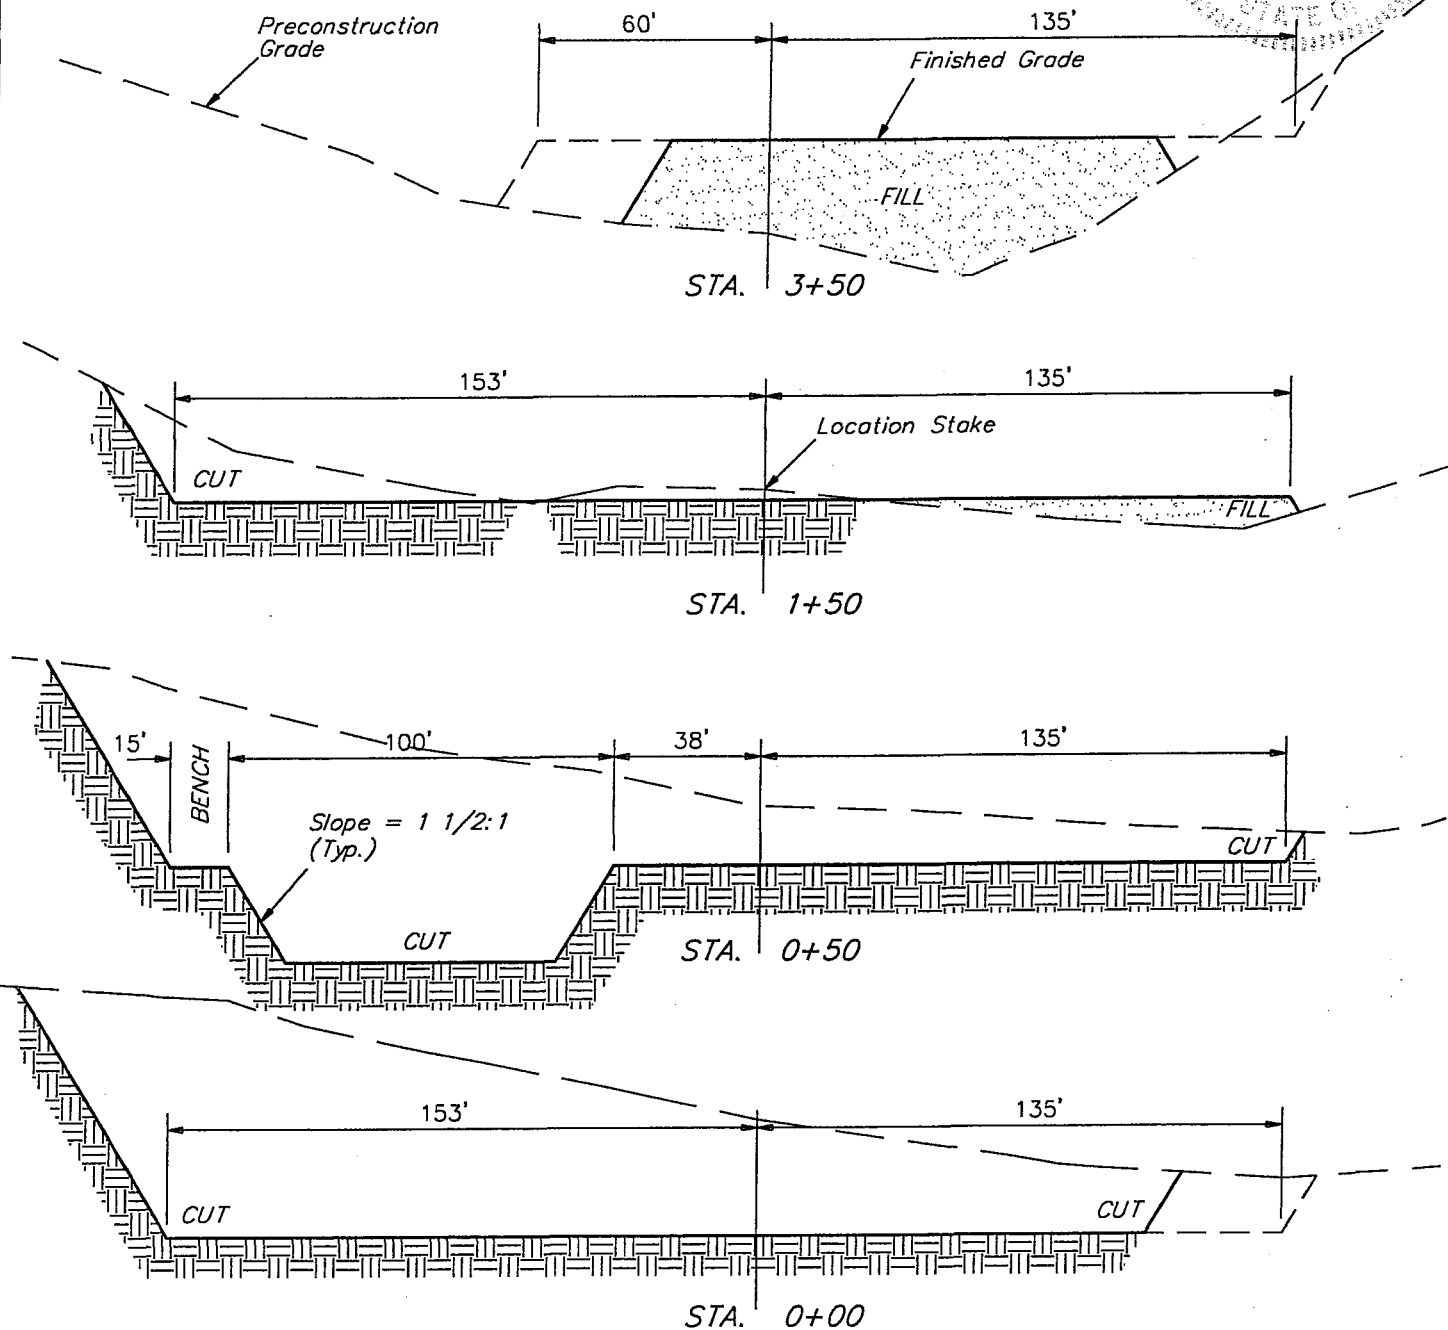 STATE OF
Preconstruction
Grade
60'
135'
Finished Grade
FILL
STA. 3+50
153'
135'
Location Stake
CUT
FILL
STA. 1+50
15'
BENCH
100'
38'
135'
Slope = 1 1/2:1
(Typ.)
CUT
CUT
STA. 0+50
153'
135'
CUT
CUT
STA. 0+00